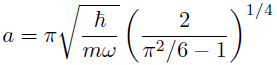 a = π√(ħ/(mω)) (2/(π²/6 − 1))^{1/4}